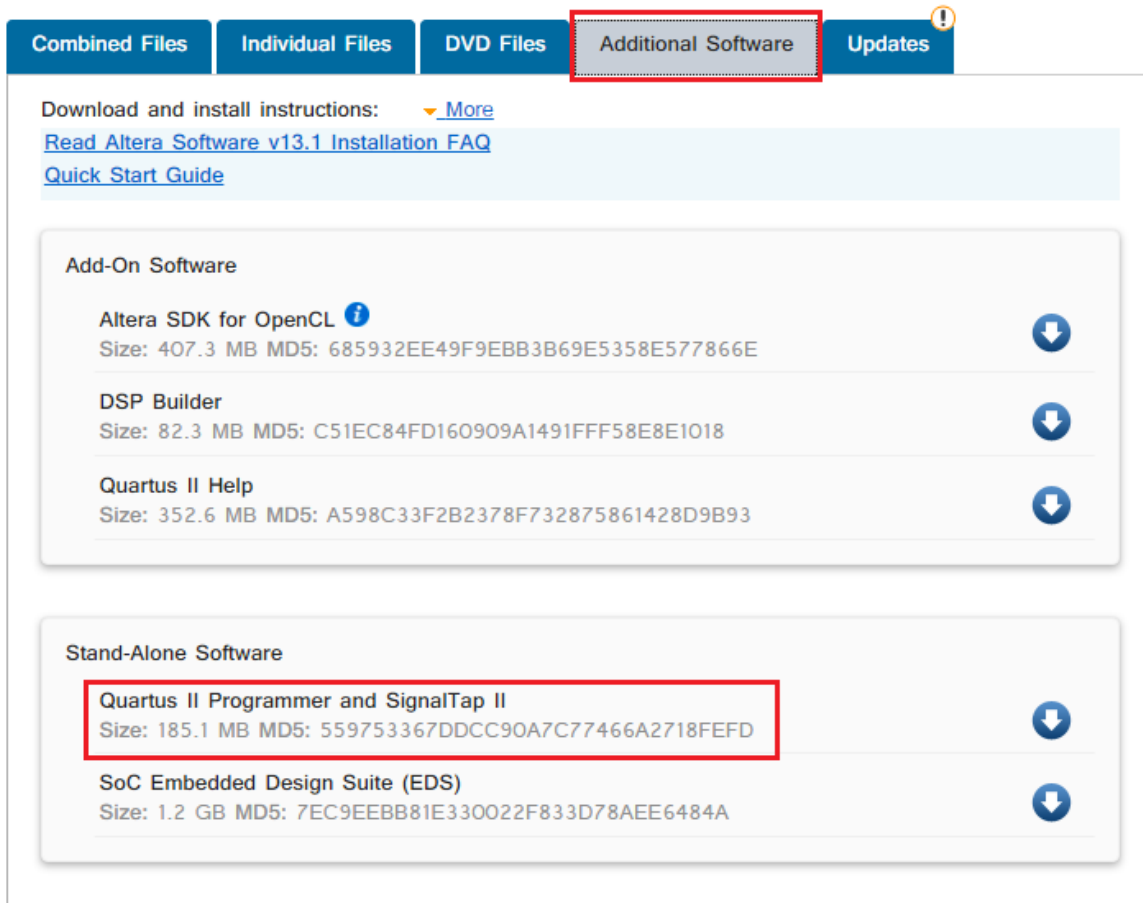 Combined Files
Individual Files
DVD Files
Additional Software
Updates
Download and install instructions: More
Read Altera Software v13.1 Installation FAQ
Quick Start Guide
Add-On Software
Altera SDK for OpenCL
Size: 407.3 MB MD5: 685932EE49F9EBB3B69E5358E577866E
DSP Builder
Size: 82.3 MB MD5: C51EC84FD160909A1491FFF58E8E1018
Quartus II Help
Size: 352.6 MB MD5: A598C33F2B2378F732875861428D9B93
Stand-Alone Software
Quartus II Programmer and SignalTap II
Size: 185.1 MB MD5: 559753367DDCC90A7C77466A2718FEFD
SoC Embedded Design Suite (EDS)
Size: 1.2 GB MD5: 7EC9EEBB81E330022F833D78AEE6484A